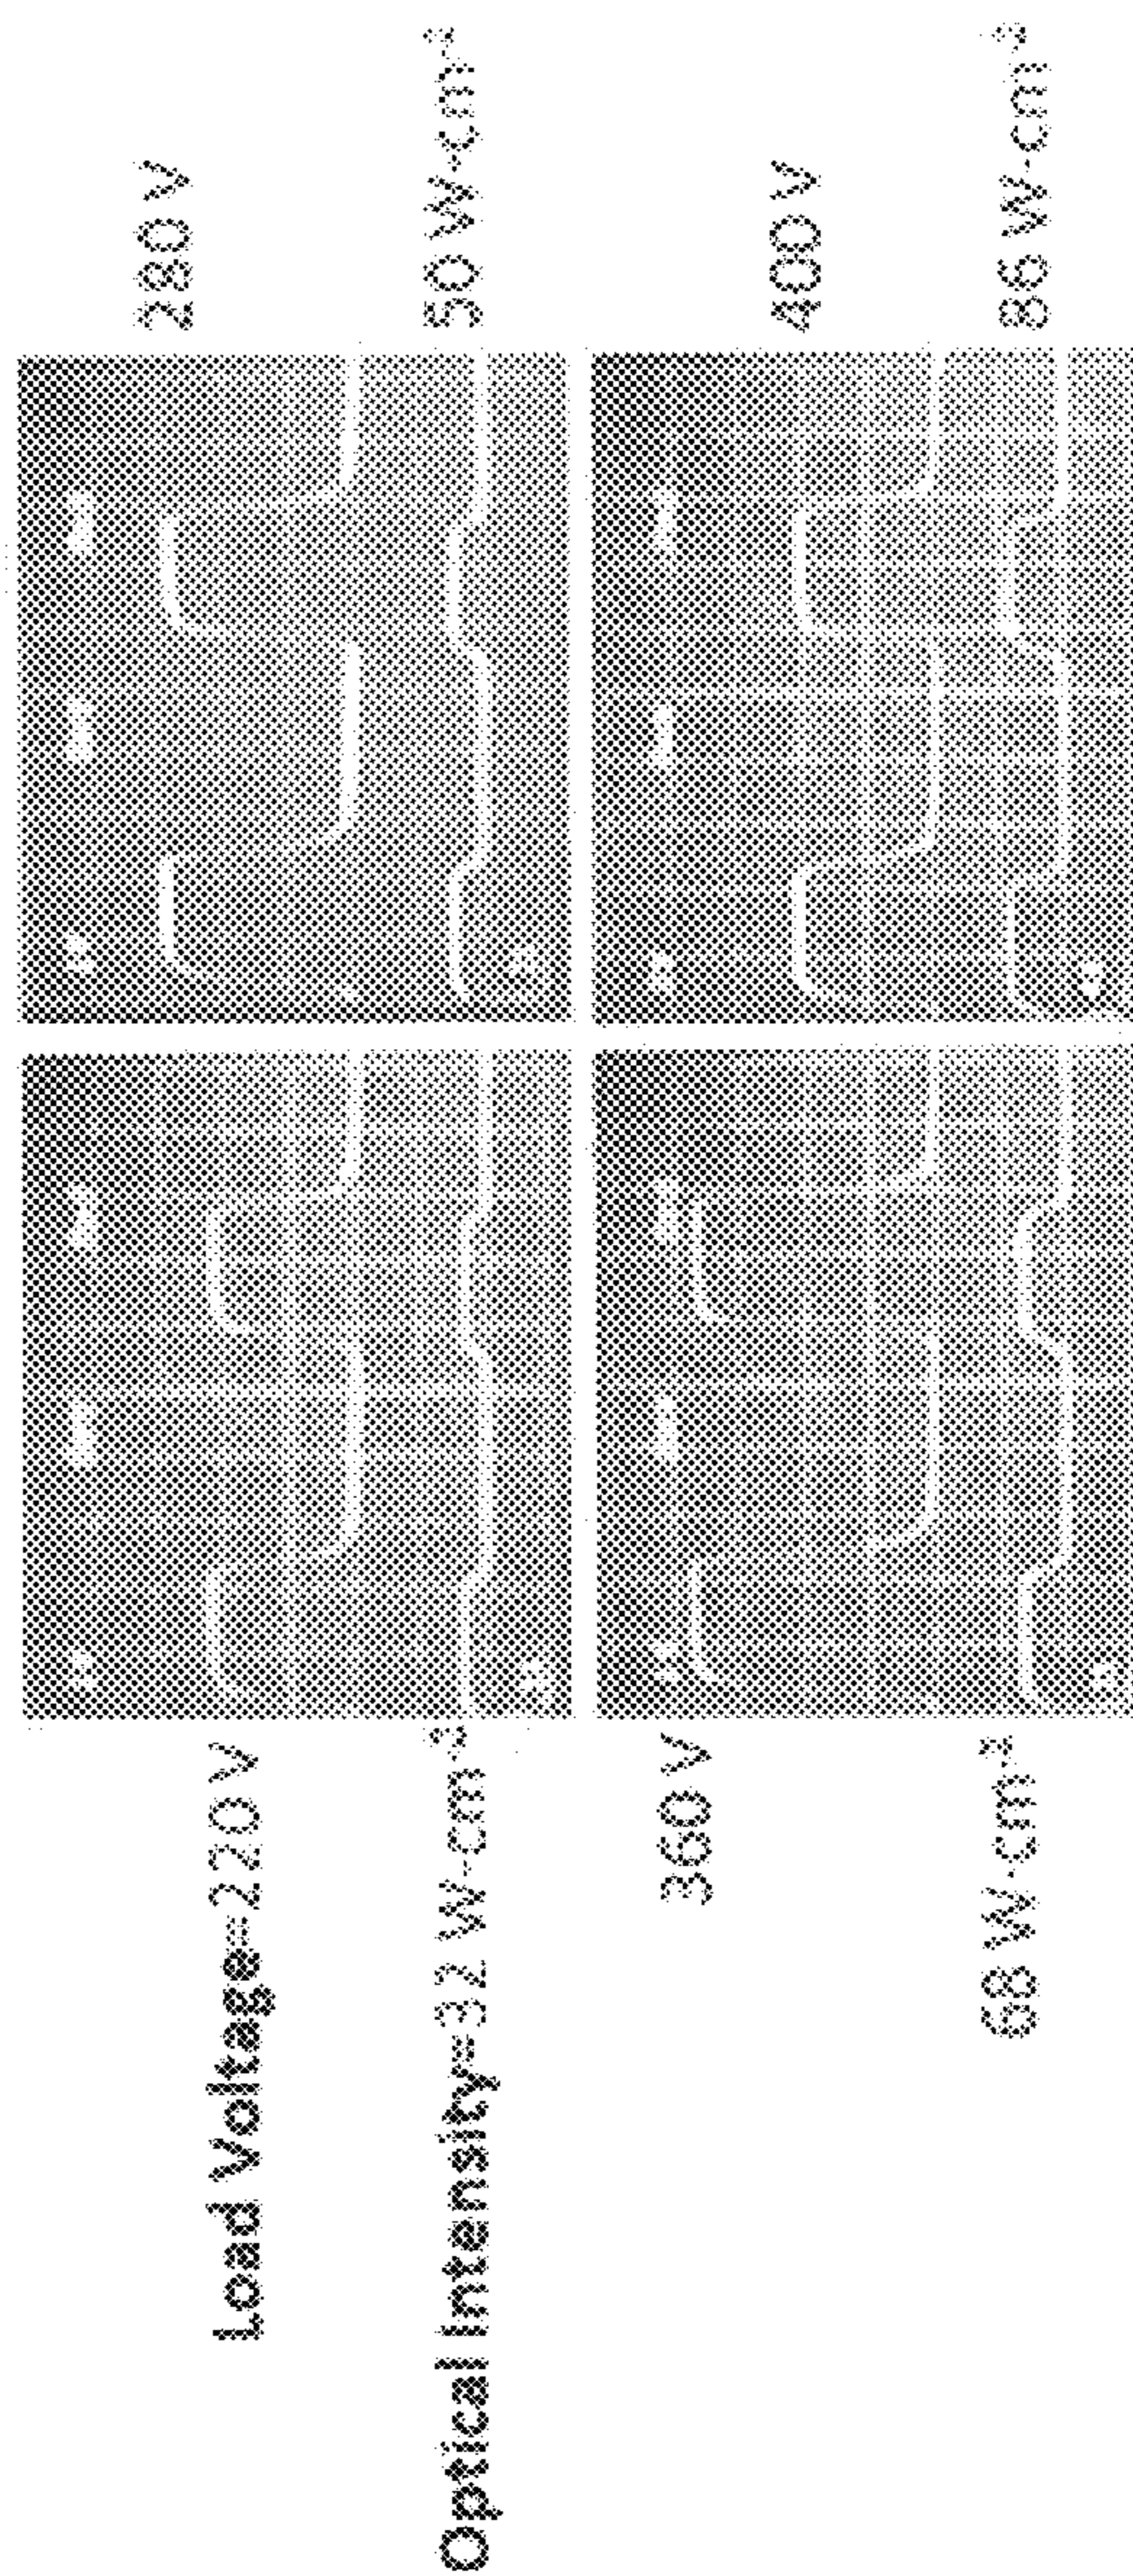 Load Voltage=220 V
280 V
Optical Intensity=32 W-cm⁻²
50 W-cm⁻²
360 V
400 V
68 W-cm⁻²
86 W-cm⁻²